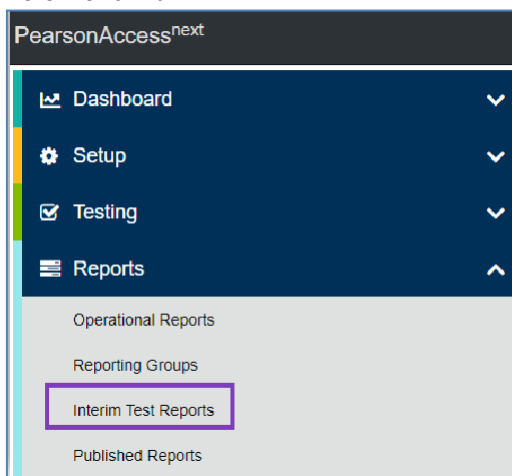 PearsonAccessnext
Dashboard
Setup
Testing
Reports
Operational Reports
Reporting Groups
Interim Test Reports
Published Reports